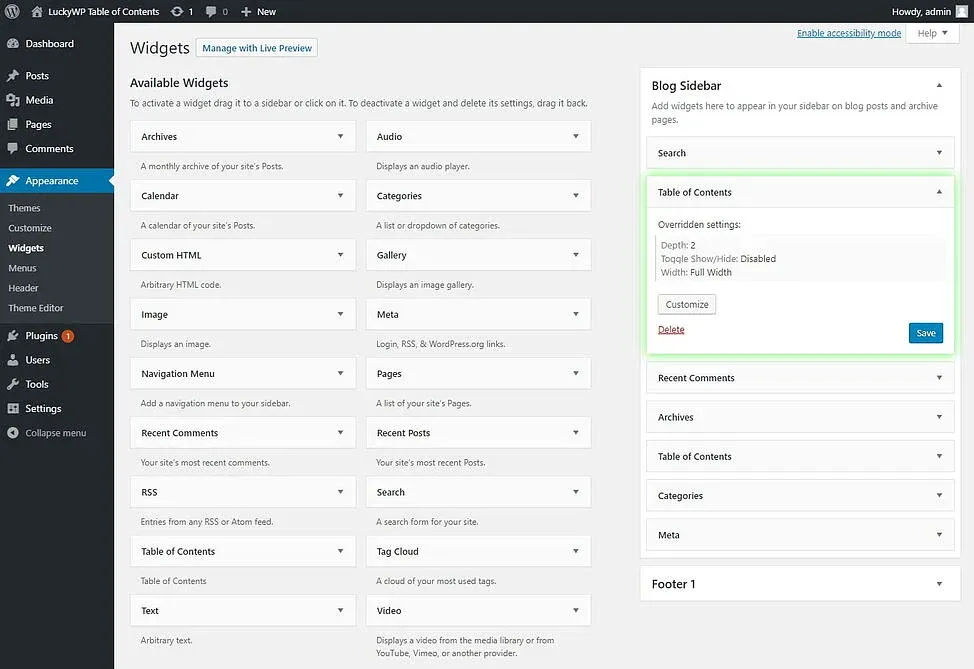 LuckyWP Table of Contents 1 0 New Howdy, admin
Dashboard
Posts
Media
Pages
Comments
Appearance
Themes
Customize
Widgets
Menus
Header
Theme Editor
Plugins 1
Users
Tools
Settings
Collapse menu
Enable accessibility mode Help
Widgets Manage with Live Preview
Available Widgets
To activate a widget drag it to a sidebar or click on it. To deactivate a widget and delete its settings, drag it back.
Archives Audio
A monthly archive of your site's Posts. Displays an audio player.
Calendar Categories
A calendar of your site's Posts. A list or dropdown of categories.
Custom HTML Gallery
Arbitrary HTML code. Displays an image gallery.
Image Meta
Displays an image. Login, RSS, & WordPress.org links.
Navigation Menu Pages
Add a navigation menu to your sidebar. A list of your site's Pages.
Recent Comments Recent Posts
Your site's most recent comments. Your site's most recent Posts.
RSS Search
Entries from any RSS or Atom feed. A search form for your site.
Table of Contents Tag Cloud
Table of Contents A cloud of your most used tags.
Text Video
Arbitrary text. Displays a video from the media library or from
YouTube, Vimeo, or another provider.
Blog Sidebar
Add widgets here to appear in your sidebar on blog posts and archive
pages.
Search
Table of Contents
Overridden settings:
Depth: 2
Toggle Show/Hide: Disabled
Width: Full Width
Customize
Delete Save
Recent Comments
Archives
Table of Contents
Categories
Meta
Footer 1